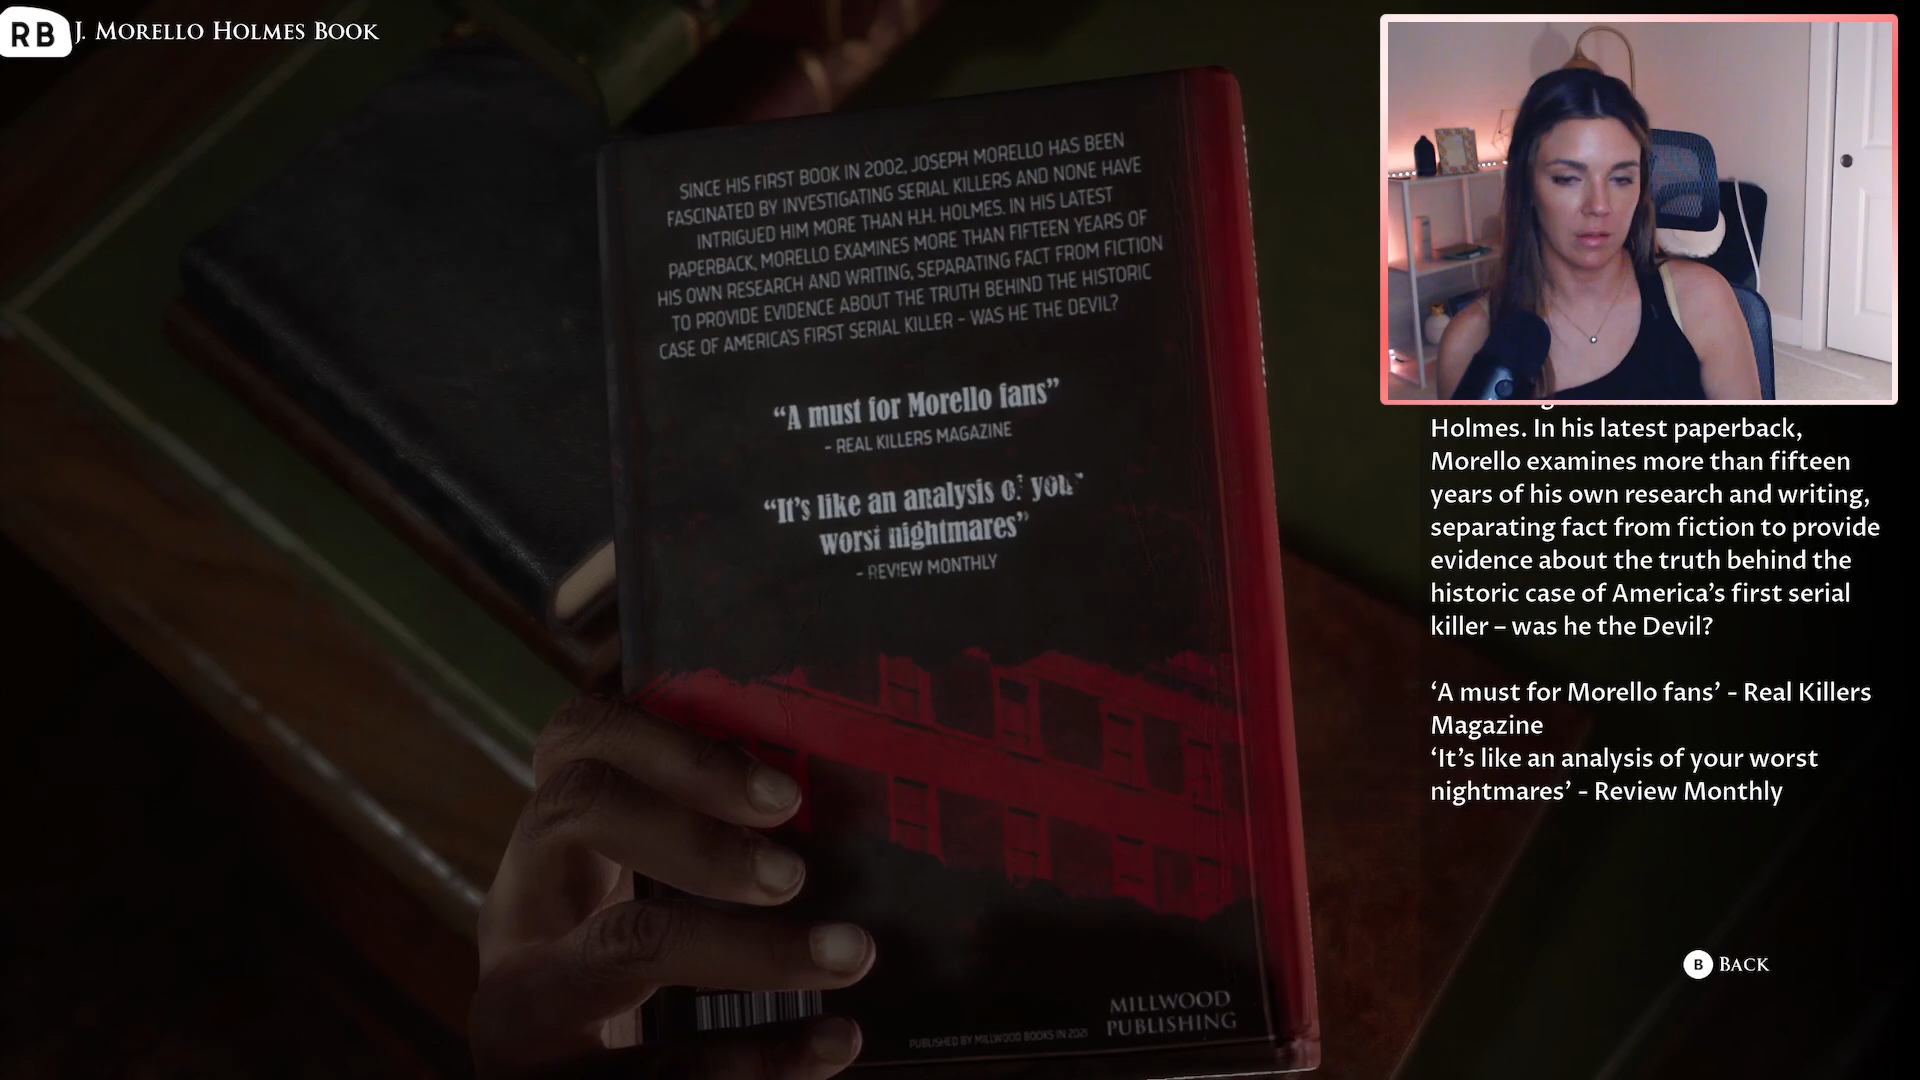 RB J. Morello Holmes Book
SINCE HIS FIRST BOOK IN 2002, JOSEPH MORELLO HAS BEEN
FASCINATED BY INVESTIGATING SERIAL KILLERS AND NONE HAVE
INTRIGUED HIM MORE THAN H.H. HOLMES. IN HIS LATEST
PAPERBACK, MORELLO EXAMINES MORE THAN FIFTEEN YEARS OF
HIS OWN RESEARCH AND WRITING, SEPARATING FACT FROM FICTION
TO PROVIDE EVIDENCE ABOUT THE TRUTH BEHIND THE HISTORIC
CASE OF AMERICA'S FIRST SERIAL KILLER - WAS HE THE DEVIL?
“A must for Morello fans”
- REAL KILLERS MAGAZINE
“It's like an analysis of your
worst nightmares”
- REVIEW MONTHLY
PUBLISHED BY MILLWOOD BOOKS IN 2021
MILLWOOD
PUBLISHING
Holmes. In his latest paperback,
Morello examines more than fifteen
years of his own research and writing,
separating fact from fiction to provide
evidence about the truth behind the
historic case of America’s first serial
killer – was he the Devil?
‘A must for Morello fans’ - Real Killers
Magazine
‘It’s like an analysis of your worst
nightmares’ - Review Monthly
B Back